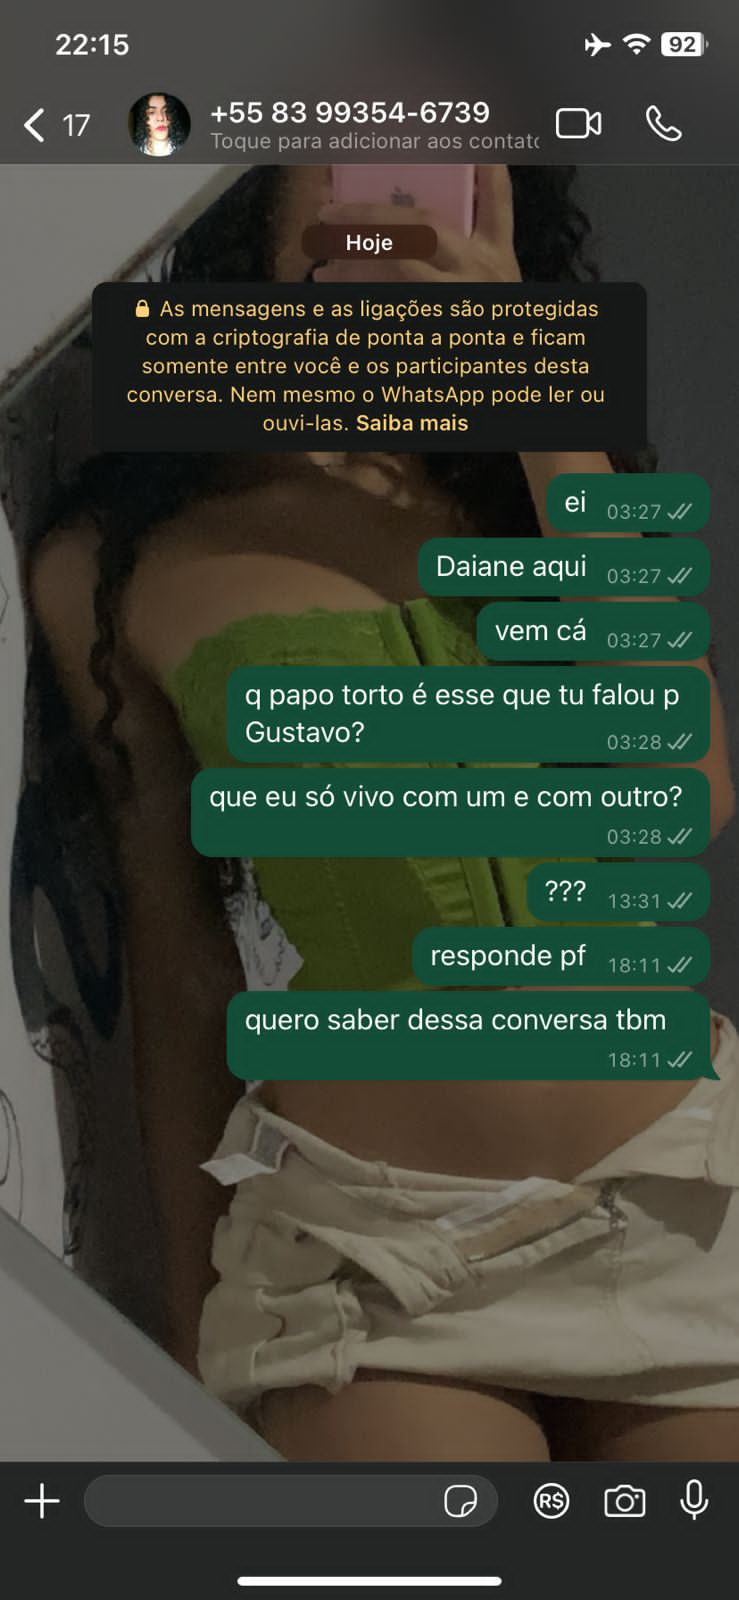 22:15
92
17
+55 83 99354-6739
Toque para adicionar aos contato
Hoje
As mensagens e as ligações são protegidas
com a criptografia de ponta a ponta e ficam
somente entre você e os participantes desta
conversa. Nem mesmo o WhatsApp pode ler ou
ouvi-las. Saiba mais
ei 03:27
Daiane aqui 03:27
vem cá 03:27
q papo torto é esse que tu falou p
Gustavo? 03:28
que eu só vivo com um e com outro?
03:28
??? 13:31
responde pf 18:11
quero saber dessa conversa tbm
18:11
R$